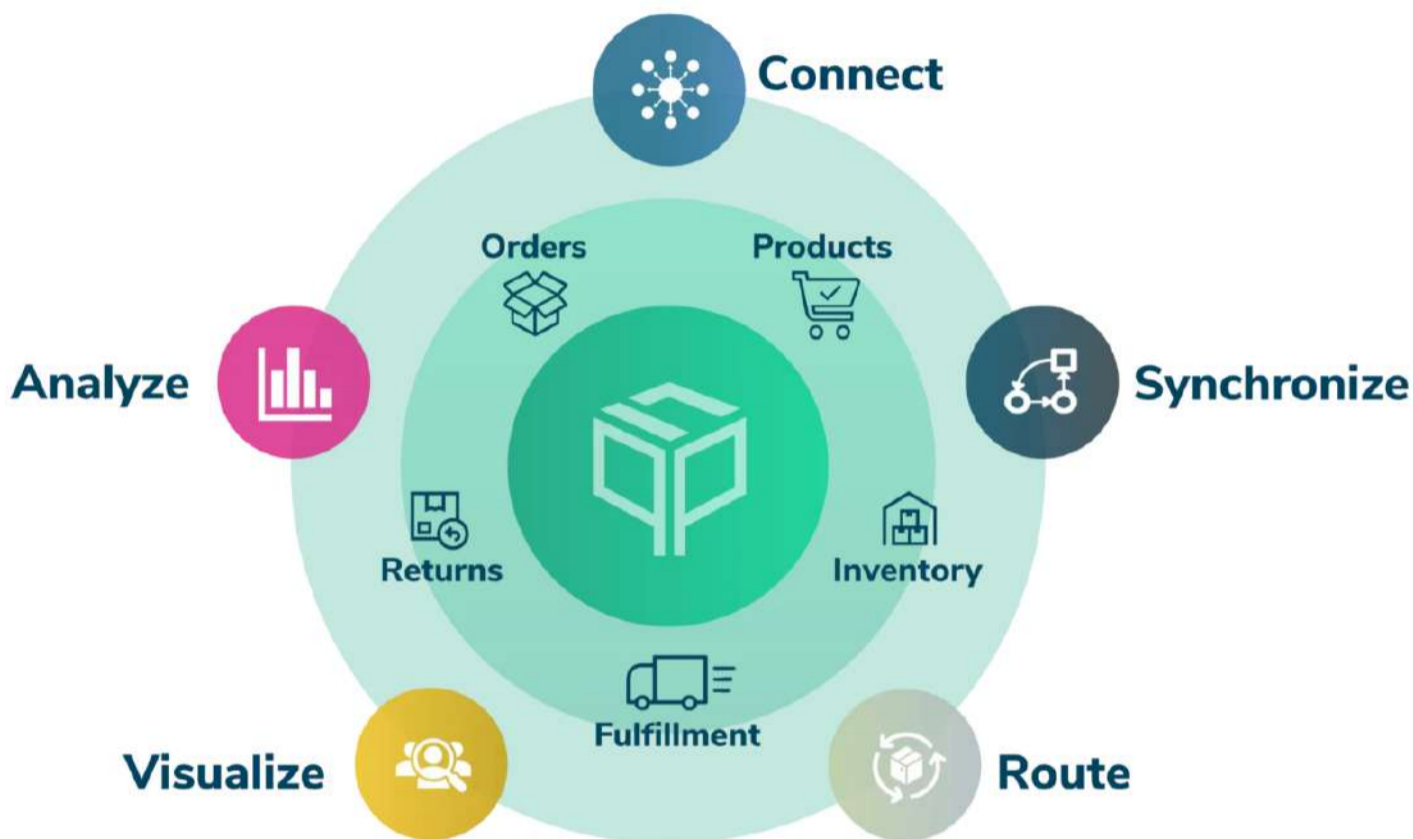 Connect
Orders
Products
Analyze
Synchronize
Returns
Inventory
Fulfillment
Visualize
Route